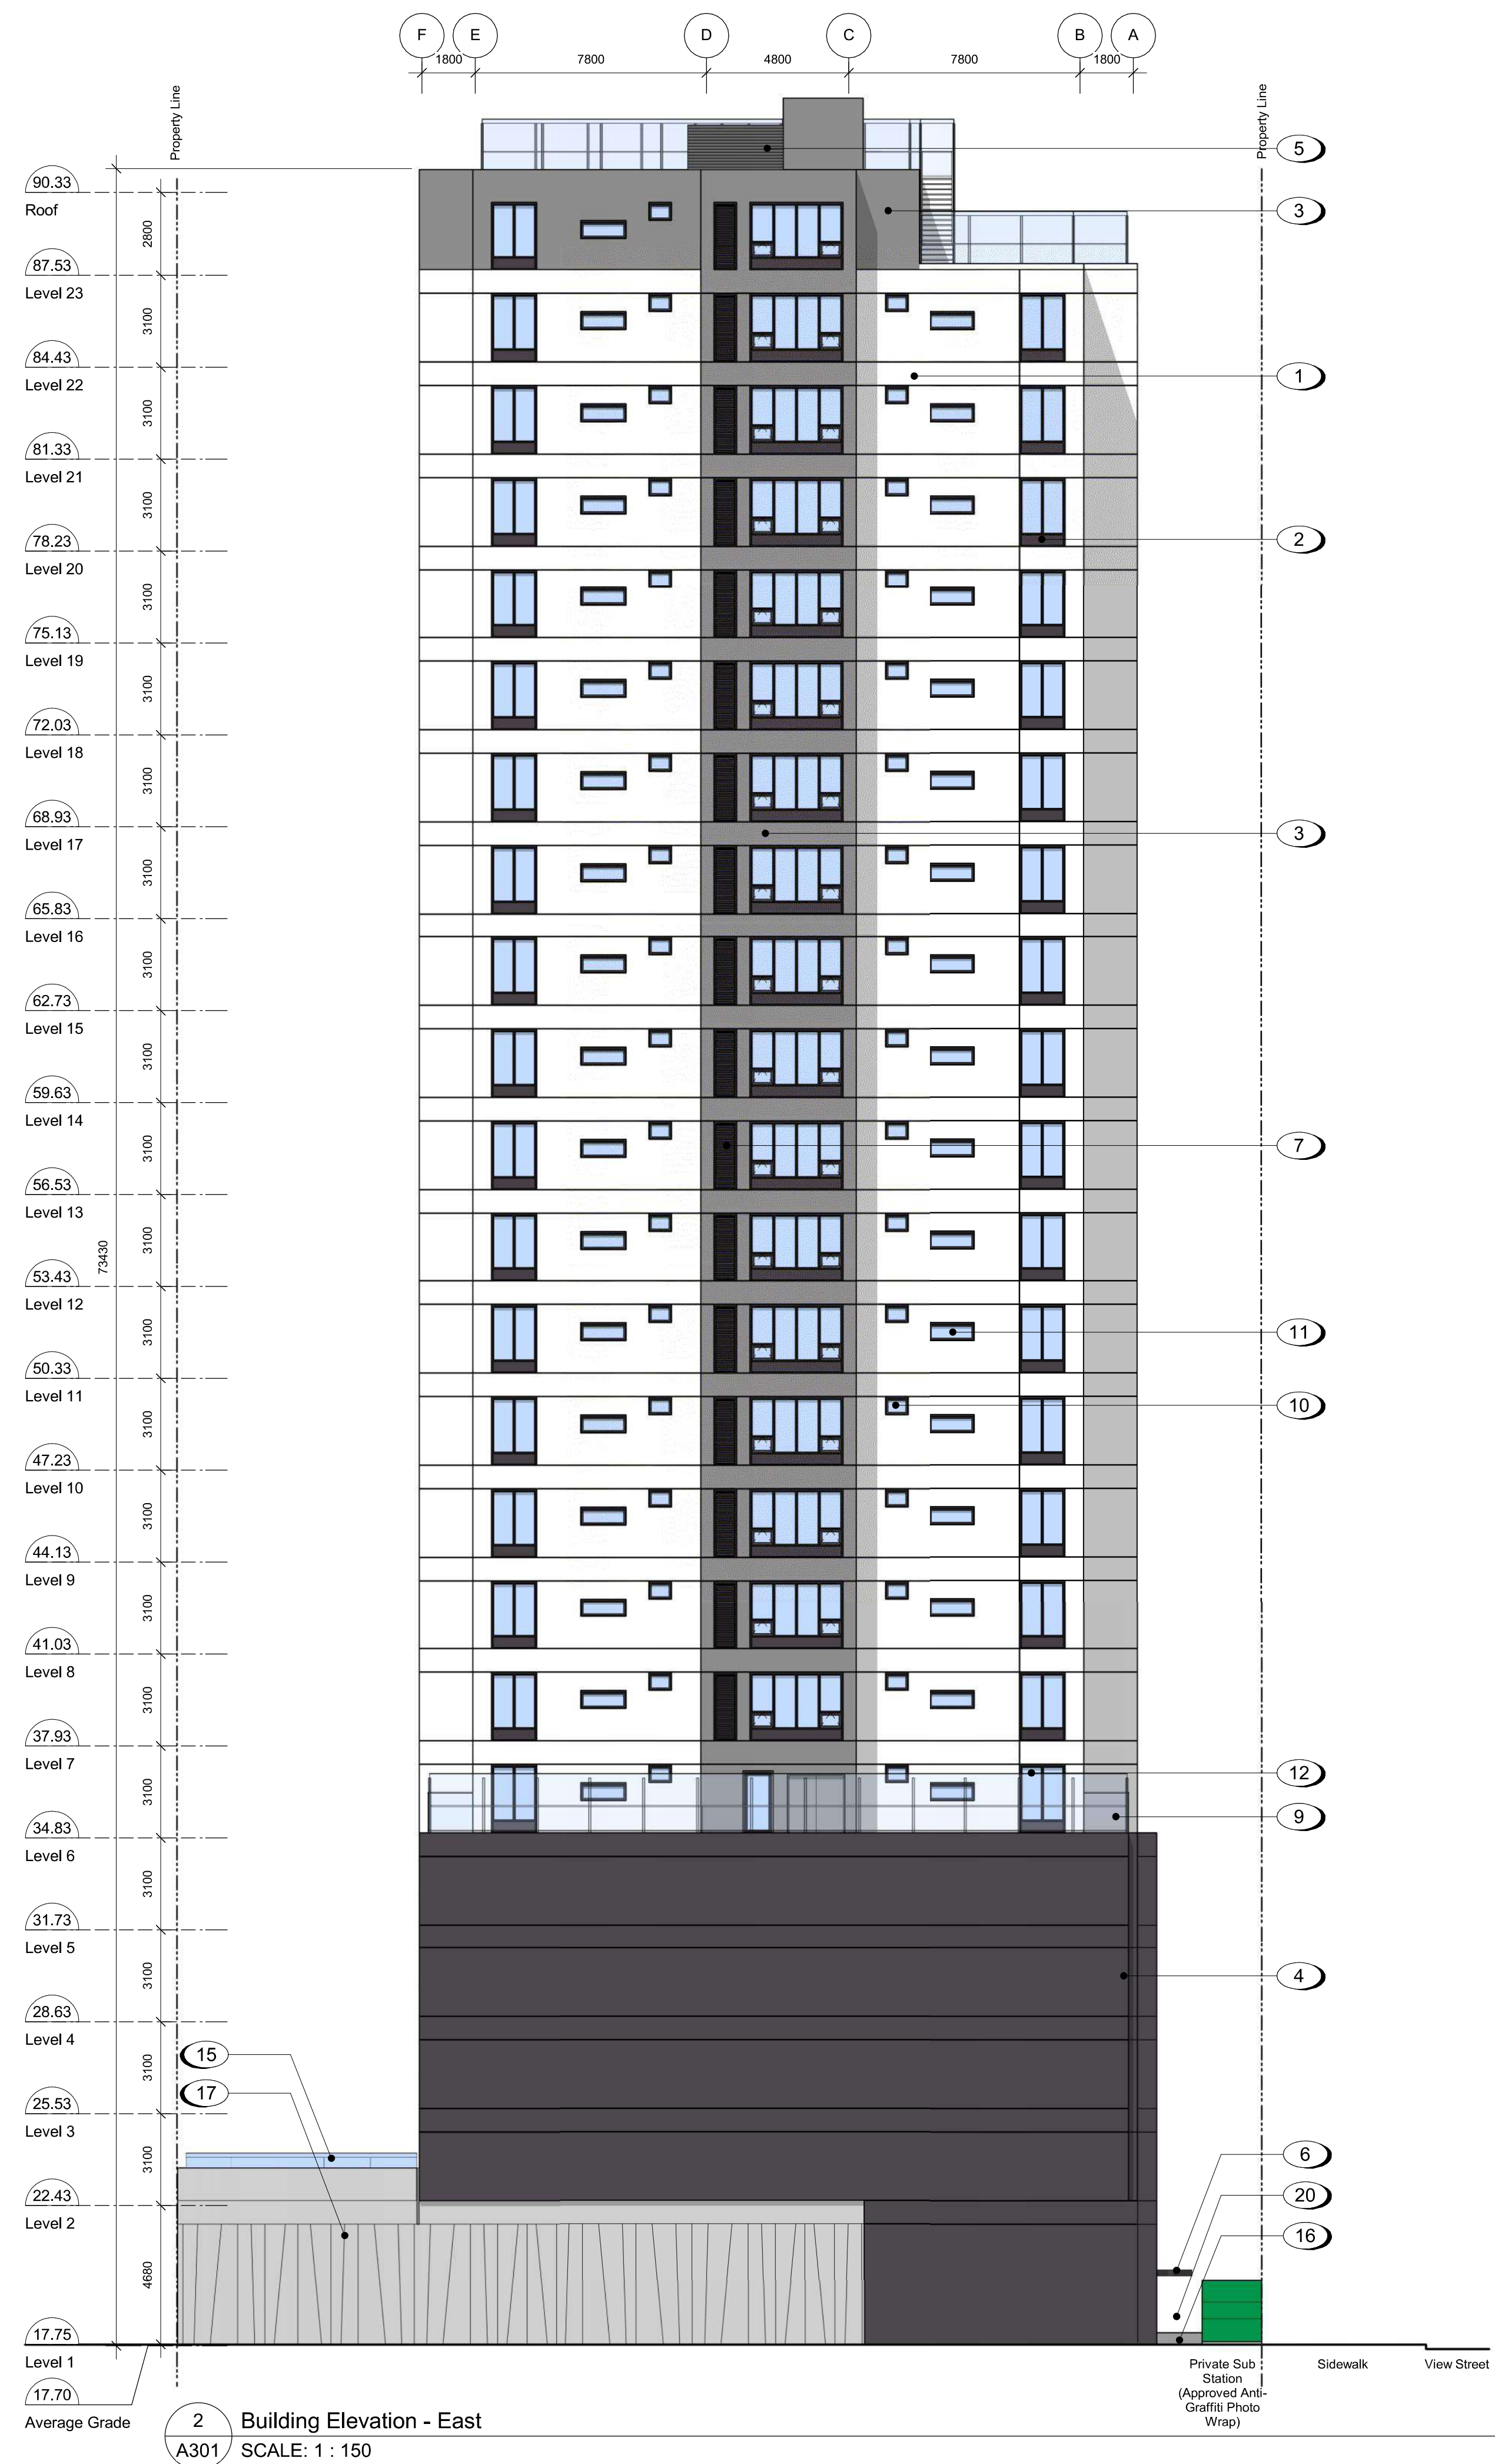 F E D C B A
1800 7800 4800 7800 1800
Property Line
Property Line
5
90.33
Roof
3
2800
87.53
Level 23
3100
84.43
Level 22
1
3100
81.33
Level 21
3100
2
78.23
Level 20
3100
75.13
Level 19
3100
72.03
Level 18
3100
68.93
Level 17
3
3100
65.83
Level 16
3100
62.73
Level 15
3100
59.63
Level 14
3100
7
56.53
Level 13
3100
73430
53.43
Level 12
3100
11
50.33
Level 11
10
3100
47.23
Level 10
3100
44.13
Level 9
3100
41.03
Level 8
3100
37.93
Level 7
12
3100
9
34.83
Level 6
3100
31.73
Level 5
3100
4
28.63
Level 4
15
3100
17
25.53
Level 3
3100
6
22.43
Level 2
20
16
4680
17.75
Level 1
Private Sub
Station
(Approved Anti-
Graffiti Photo
Wrap)
Sidewalk
View Street
17.70
Average Grade
2
Building Elevation - East
A301
SCALE: 1 : 150